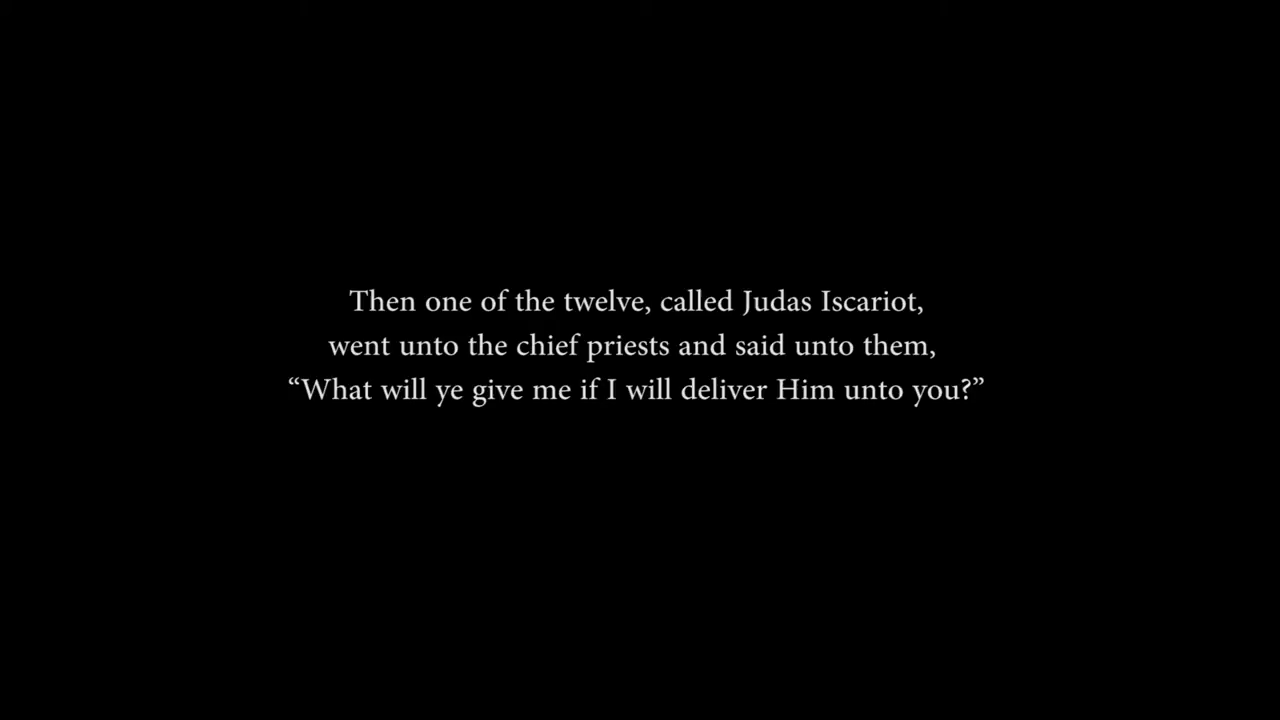 Then one of the twelve, called Judas Iscariot,
went unto the chief priests and said unto them,
“What will ye give me if I will deliver Him unto you?”